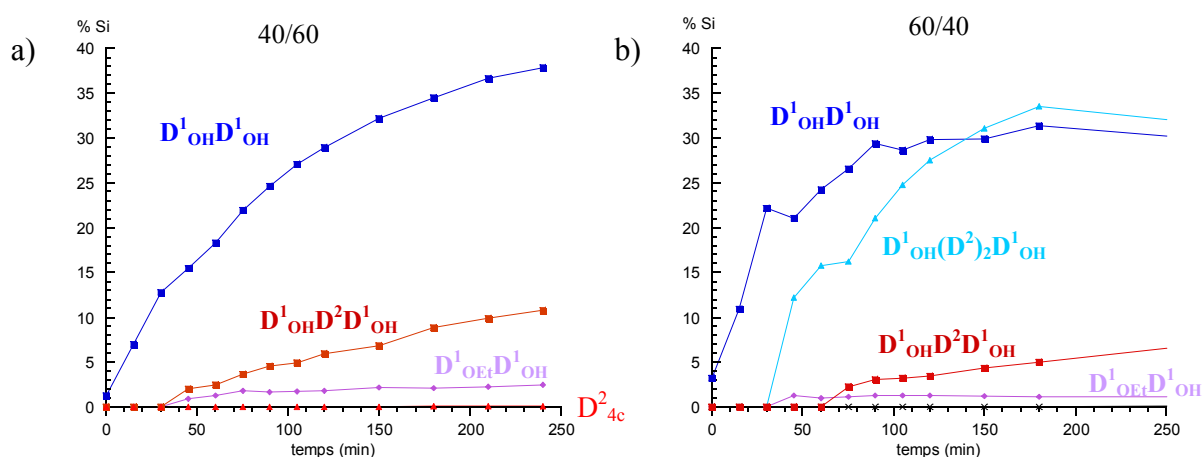 a)
% Si
40/60
40
35
30
25
20
15
10
5
0
D¹OHD¹OH
D¹OHD²D¹OH
D¹OEtD¹OH
D²4c
0 50 100 150 200 250
temps (min)
b)
% Si
60/40
40
35
30
25
20
15
10
5
0
D¹OHD¹OH
D¹OH(D²)₂D¹OH
D¹OHD²D¹OH
D¹OEtD¹OH
0 50 100 150 200 250
temps (min)